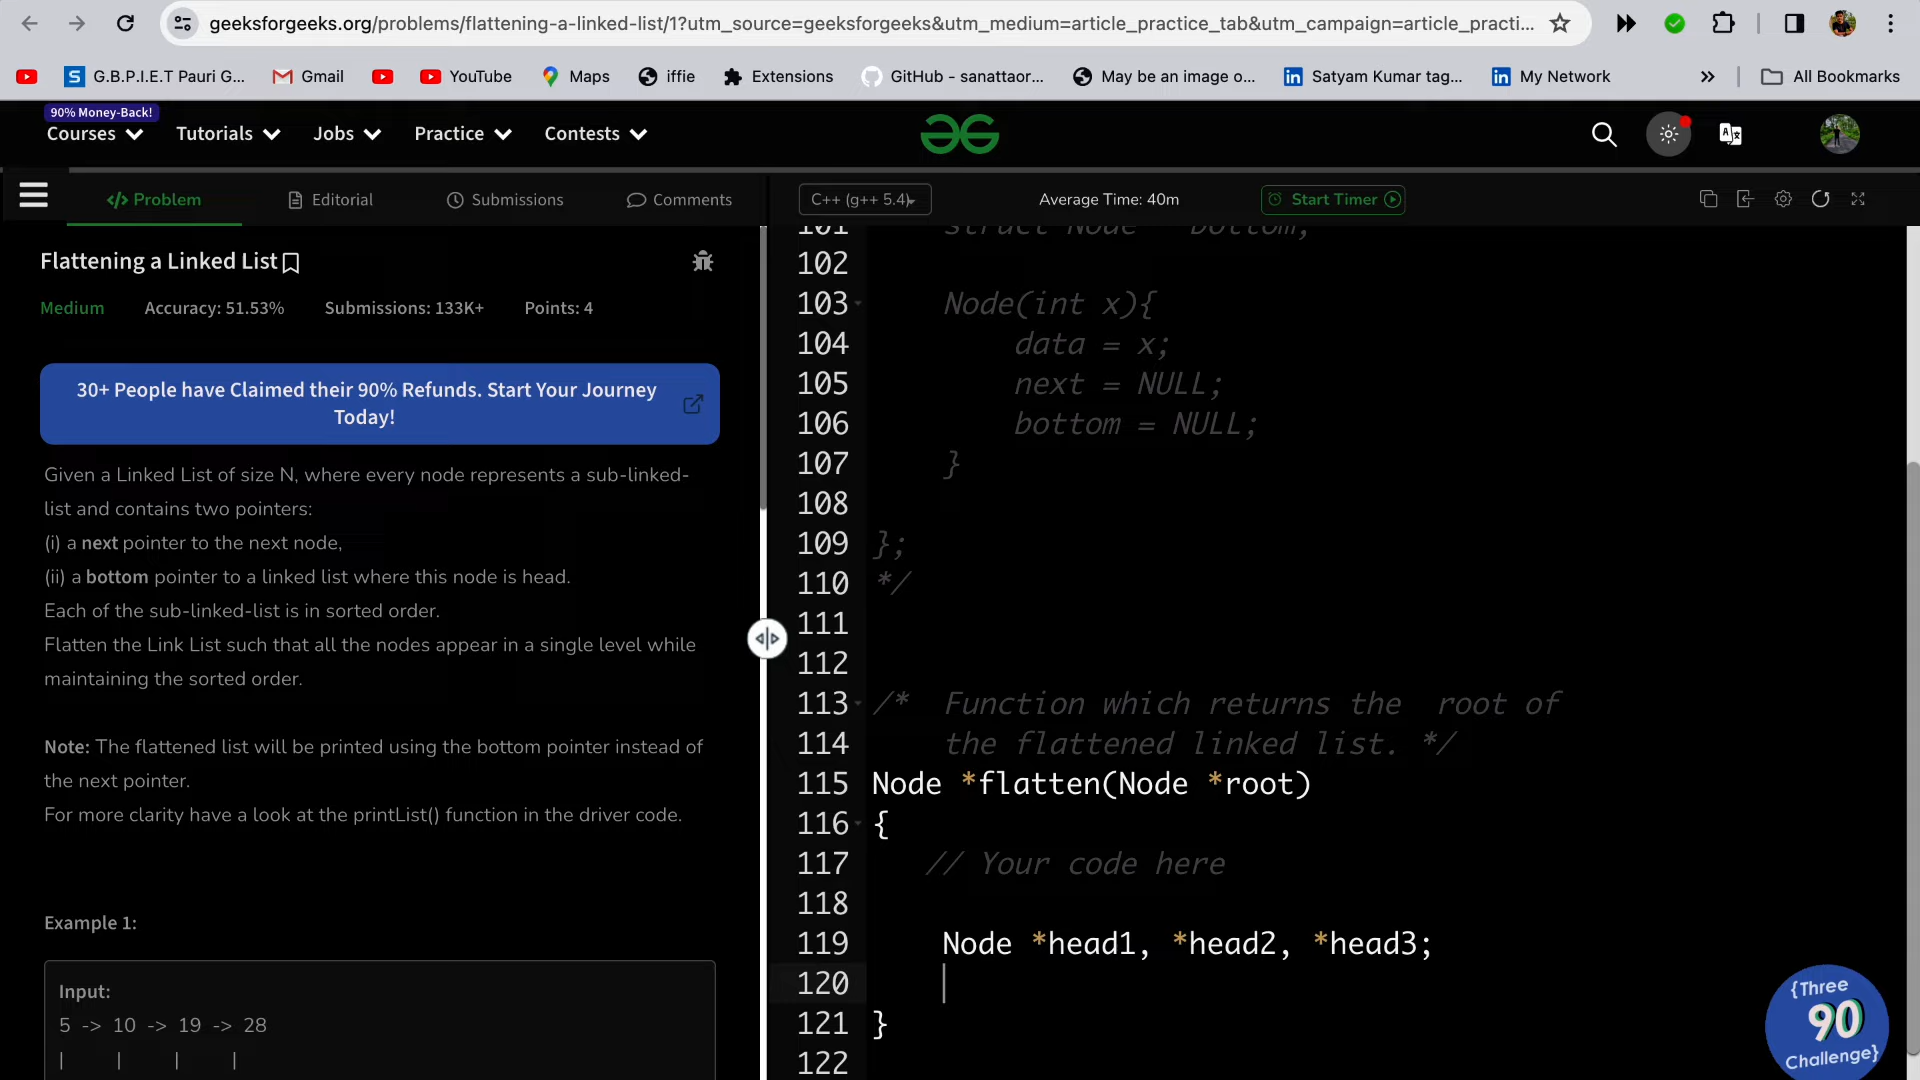 geeksforgeeks.org/problems/flattening-a-linked-list/1?utm_source=geeksforgeeks&utm_medium=article_practice_tab&utm_campaign=article_practi...
G.B.P.I.E.T Pauri G...
Gmail
YouTube
Maps
iffie
Extensions
GitHub - sanattaor...
May be an image o...
Satyam Kumar tag...
My Network
All Bookmarks
90% Money-Back!
Courses
Tutorials
Jobs
Practice
Contests
</> Problem
Editorial
Submissions
Comments
C++ (g++ 5.4)
Average Time: 40m
Start Timer
Flattening a Linked List
Medium
Accuracy: 51.53%
Submissions: 133K+
Points: 4
30+ People have Claimed their 90% Refunds. Start Your Journey
Today!
Given a Linked List of size N, where every node represents a sub-linked-
list and contains two pointers:
(i) a next pointer to the next node,
(ii) a bottom pointer to a linked list where this node is head.
Each of the sub-linked-list is in sorted order.
Flatten the Link List such that all the nodes appear in a single level while
maintaining the sorted order.
Note: The flattened list will be printed using the bottom pointer instead of
the next pointer.
For more clarity have a look at the printList() function in the driver code.
Example 1:
Input:
5 -> 10 -> 19 -> 28
|     |     |     |
101 struct Node * bottom;
102
103 Node(int x){
104 data = x;
105 next = NULL;
106 bottom = NULL;
107 }
108
109 };
110 */
111
112
113 /*  Function which returns the  root of
114 the flattened linked list. */
115 Node *flatten(Node *root)
116 {
117 // Your code here
118
119 Node *head1, *head2, *head3;
120
121 }
122
{Three
90
Challenge}